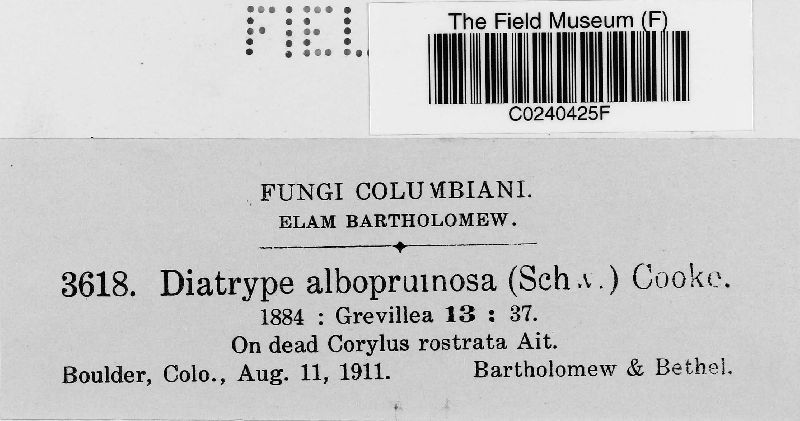 FIEL
The Field Museum (F)
C0240425F
FUNGI COLUMBIANI.
ELAM BARTHOLOMEW.
3618. Diatrype albopruinosa (Schw.) Cooke.
1884 : Grevillea 13 : 37.
On dead Corylus rostrata Ait.
Boulder, Colo., Aug. 11, 1911. Bartholomew & Bethel.